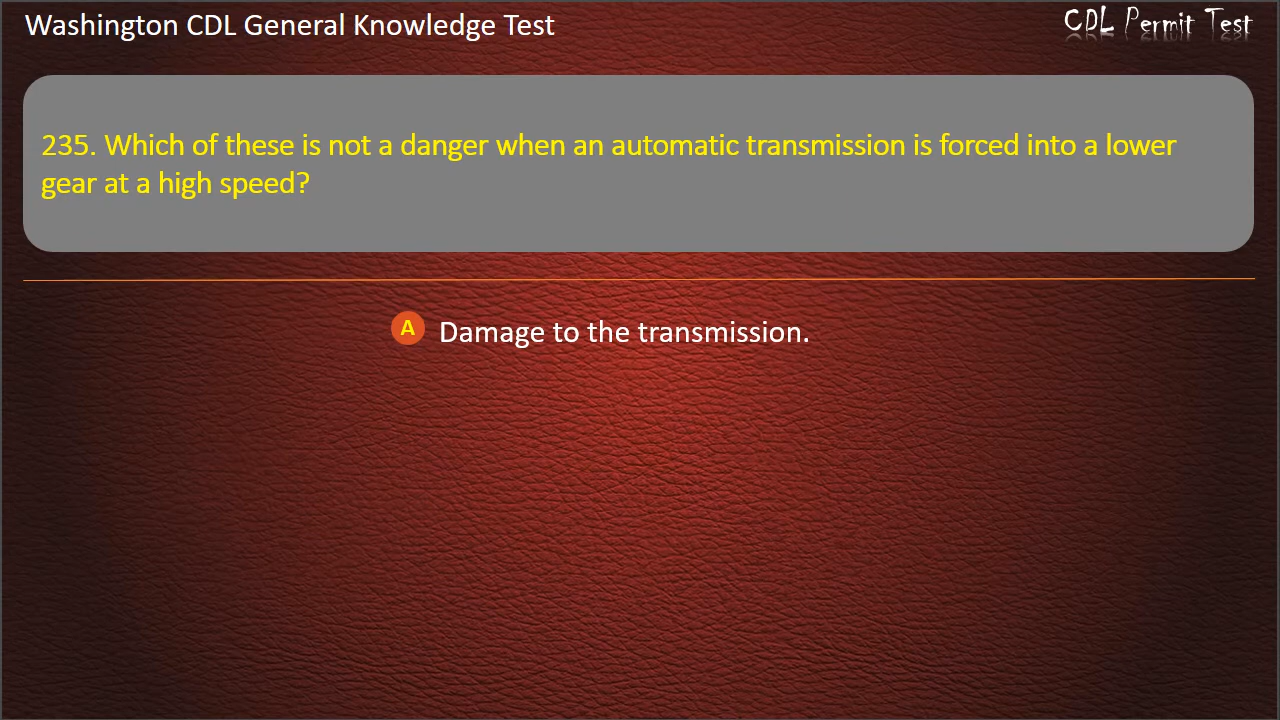 Washington CDL General Knowledge Test
CDL Permit Test
235. Which of these is not a danger when an automatic transmission is forced into a lower
gear at a high speed?
A Damage to the transmission.